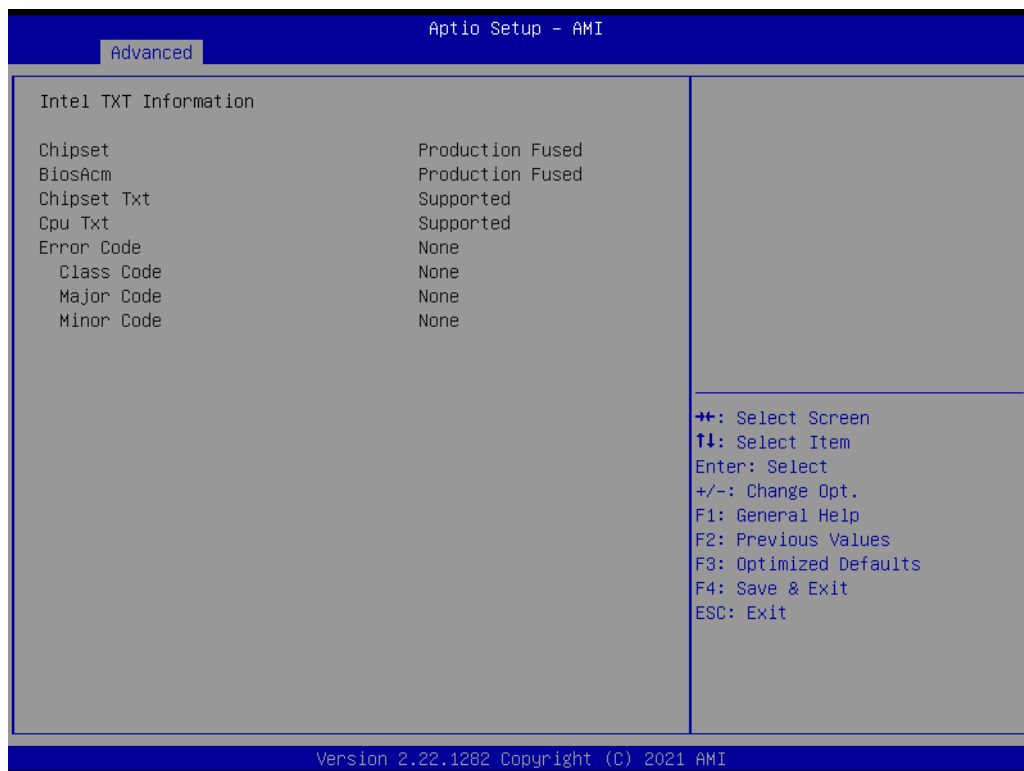 Aptio Setup – AMI
Advanced
Intel TXT Information
Chipset Production Fused
BiosAcm Production Fused
Chipset Txt Supported
Cpu Txt Supported
Error Code None
Class Code None
Major Code None
Minor Code None
→←: Select Screen
↑↓: Select Item
Enter: Select
+/-: Change Opt.
F1: General Help
F2: Previous Values
F3: Optimized Defaults
F4: Save & Exit
ESC: Exit
Version 2.22.1282 Copyright (C) 2021 AMI